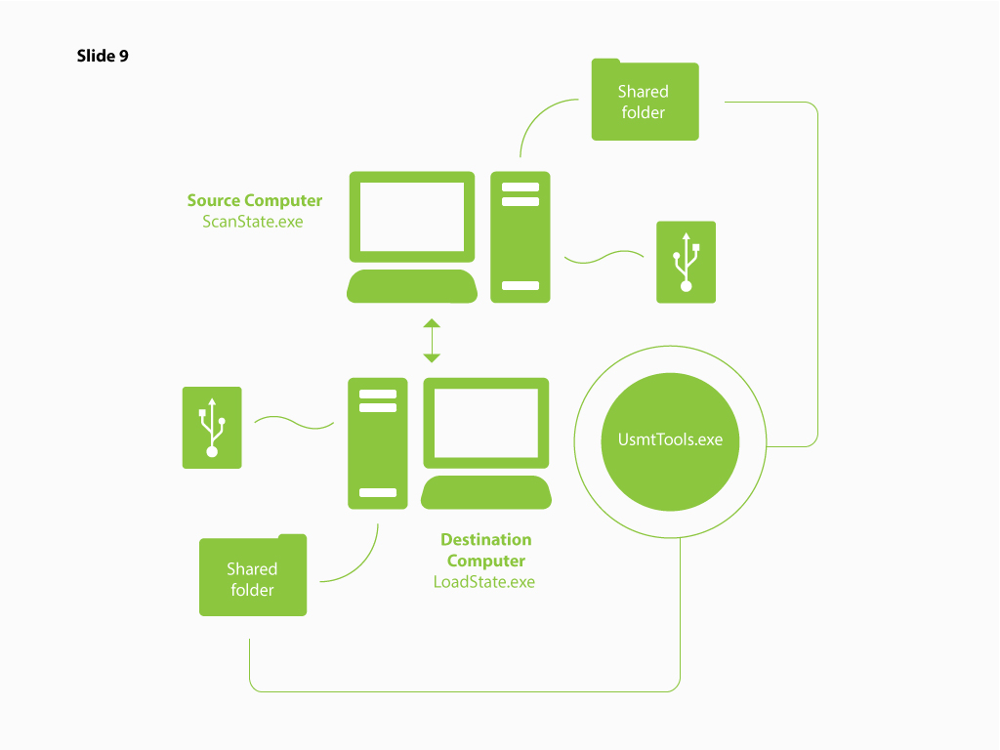 Slide 9
Shared
folder
Source Computer
ScanState.exe
UsmtTools.exe
Destination
Computer
LoadState.exe
Shared
folder